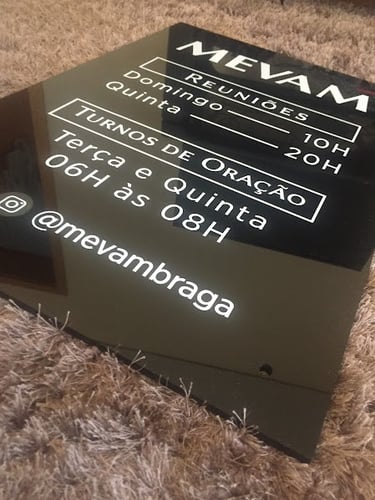 MEVAM
REUNIÕES
Domingo 10H
Quinta 20H
TURNOS DE ORAÇÃO
Terça e Quinta
06H às 08H
@mevambraga